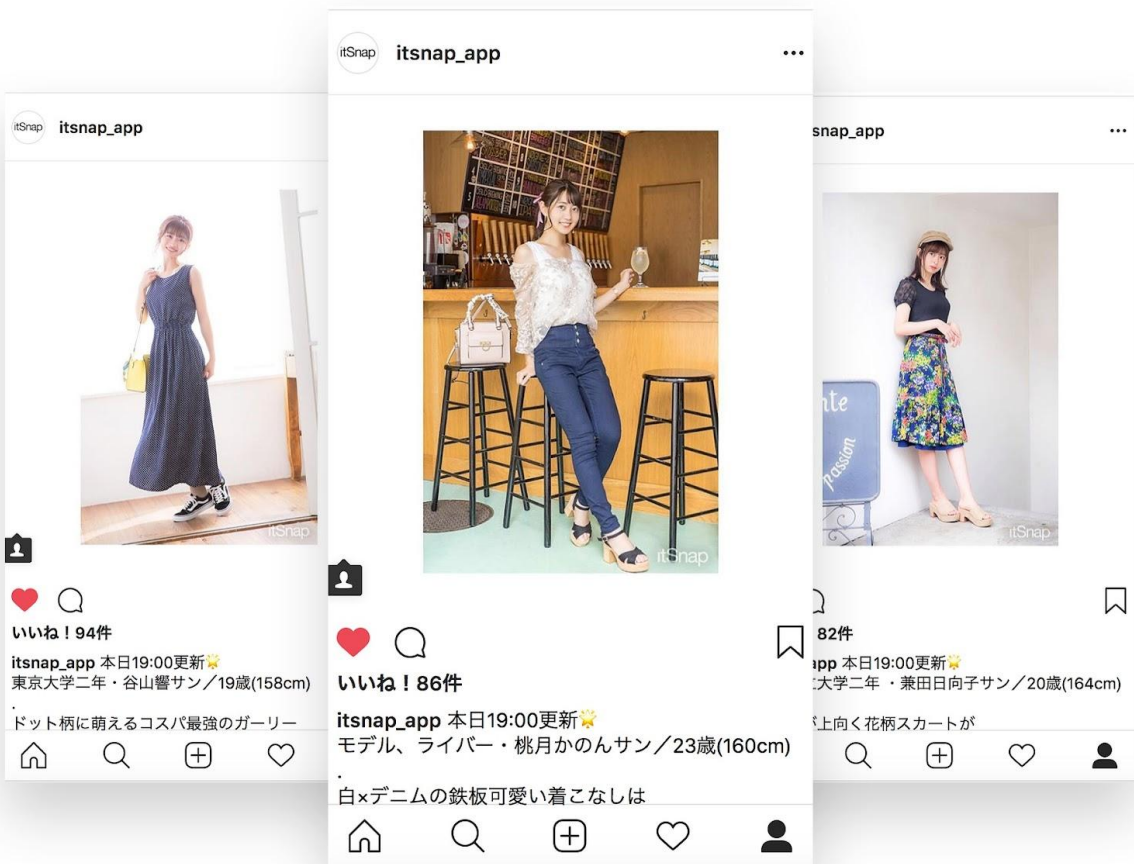 itSnap itsnap_app
itSnap
いいね！94件
itsnap_app 本日19:00更新🌟
東京大学二年・谷山響サン／19歳(158cm)
.
ドット柄に萌えるコスパ最強のガーリー
itSnap itsnap_app
itSnap
いいね！86件
itsnap_app 本日19:00更新🌟
モデル、ライバー・桃月かのんサン／23歳(160cm)
.
白×デニムの鉄板可愛い着こなしは
snap_app
passion
itSnap
82件
app 本日19:00更新🌟
大学二年 ・兼田日向子サン／20歳(164cm)
上向く花柄スカートが